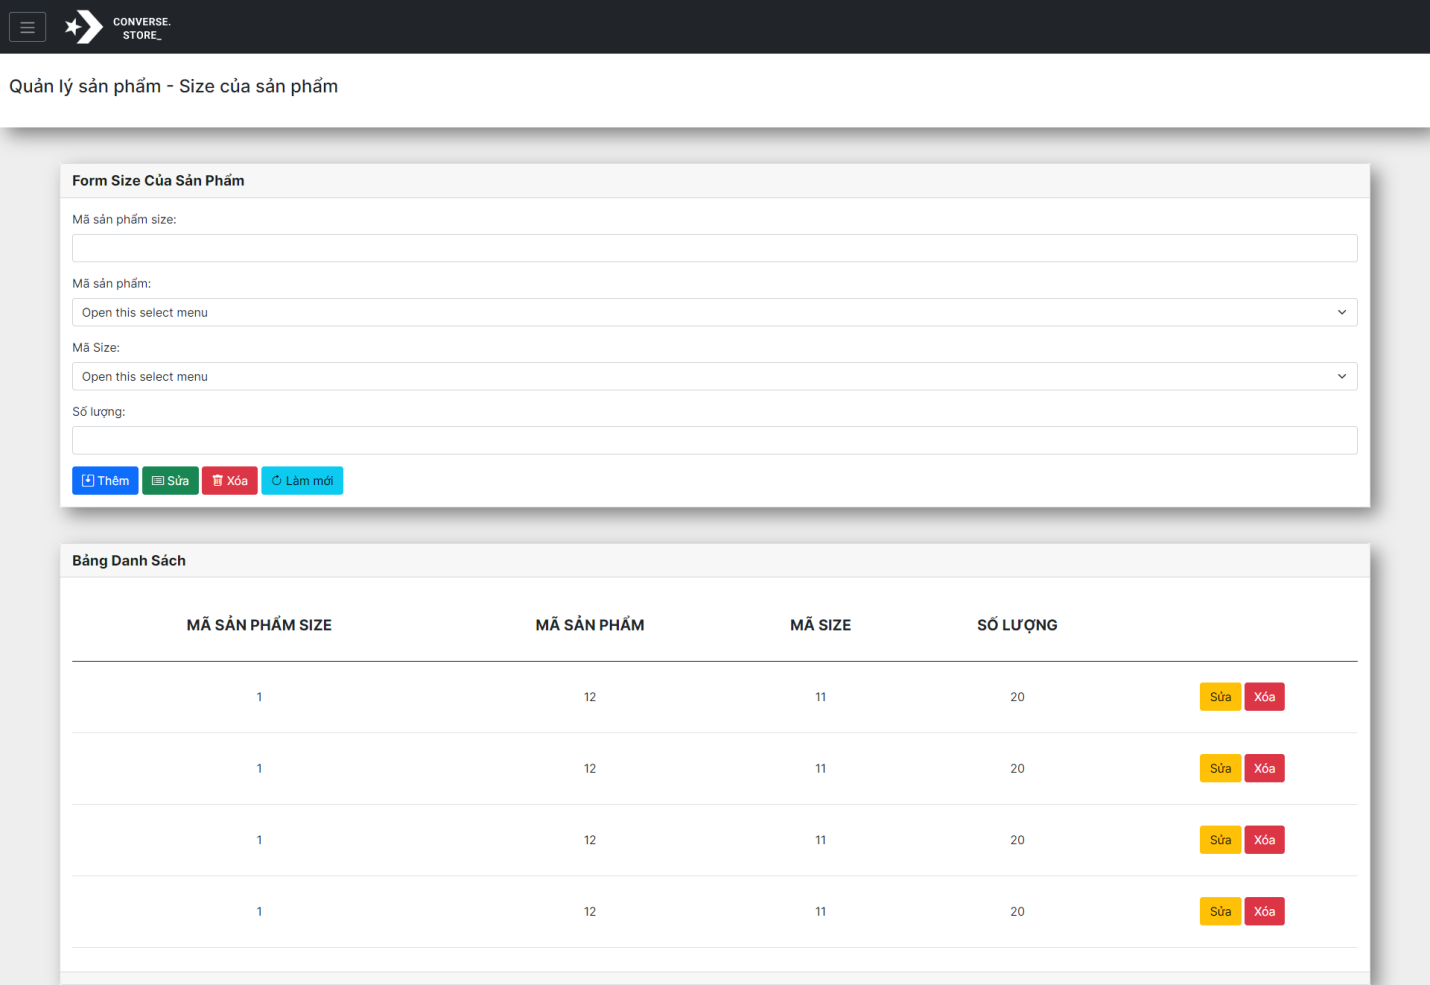 CONVERSE.
STORE_
Quản lý sản phẩm - Size của sản phẩm
Form Size Của Sản Phẩm
Mã sản phẩm size:
Mã sản phẩm:
Open this select menu
Mã Size:
Open this select menu
Số lượng:
Thêm Sửa Xóa Làm mới
Bảng Danh Sách
MÃ SẢN PHẨM SIZE MÃ SẢN PHẨM MÃ SIZE SỐ LƯỢNG
1 12 11 20 Sửa Xóa
1 12 11 20 Sửa Xóa
1 12 11 20 Sửa Xóa
1 12 11 20 Sửa Xóa